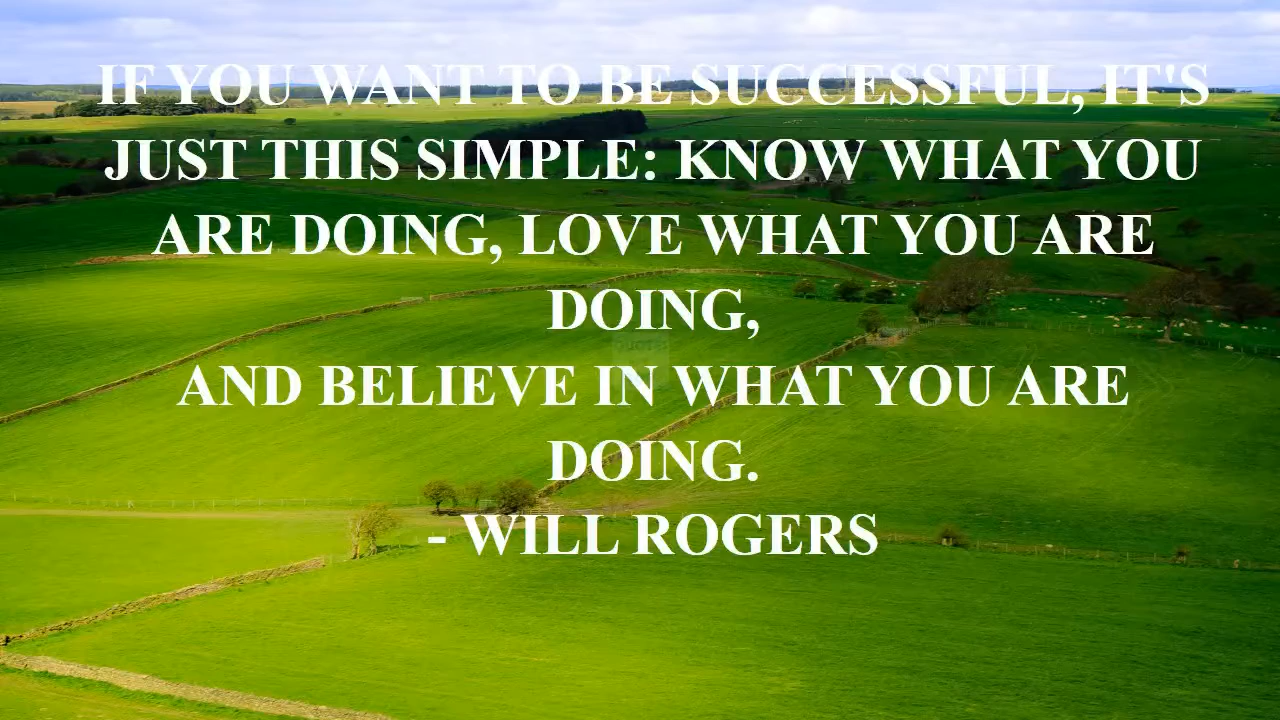 IF YOU WANT TO BE SUCCESSFUL, IT'S
JUST THIS SIMPLE: KNOW WHAT YOU
ARE DOING, LOVE WHAT YOU ARE
DOING,
AND BELIEVE IN WHAT YOU ARE
DOING.
- WILL ROGERS